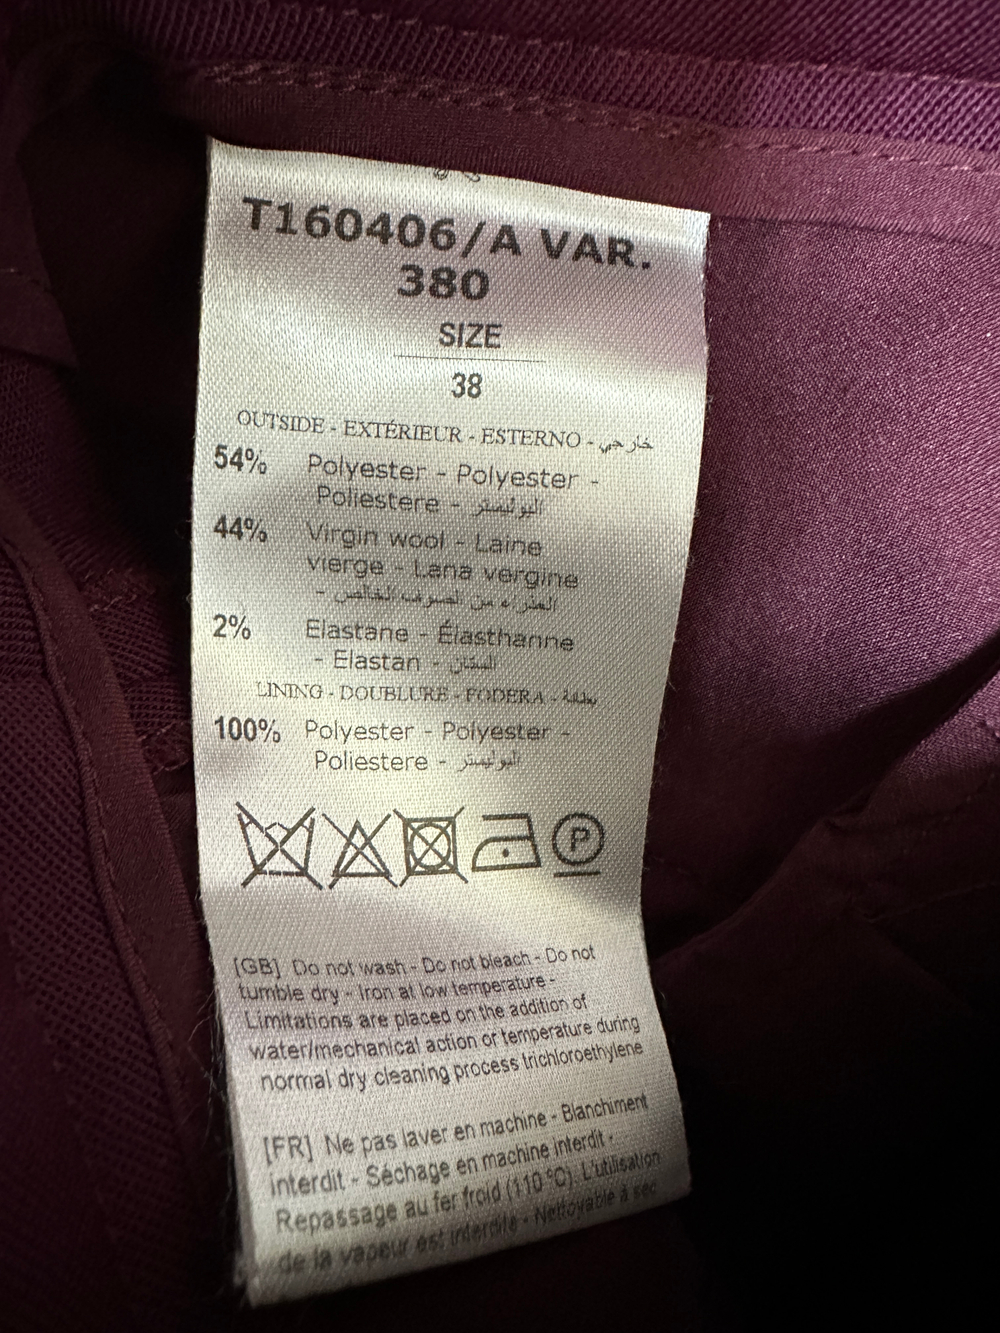 T160406/A VAR.
380
SIZE
38
OUTSIDE - EXTÉRIEUR - ESTERNO - خارجي
54% Polyester - Polyester -
Poliestere - البوليستر
44% Virgin wool - Laine
vierge - Lana vergine
- العذراء من الصوف الخالص
2% Elastane - Élasthanne
- Elastan -
LINING - DOUBLURE - FODERA - بطانة
100% Polyester - Polyester -
Poliestere - البوليستر
P
[GB] Do not wash - Do not bleach - Do not
tumble dry - Iron at low temperature -
Limitations are placed on the addition of
water/mechanical action or temperature during
normal dry cleaning process trichloroethylene
[FR] Ne pas laver en machine - Blanchiment
interdit - Séchage en machine interdit -
Repassage au fer froid (110 °C). L'utilisation
de la vapeur est interdite - Nettoyable à sec